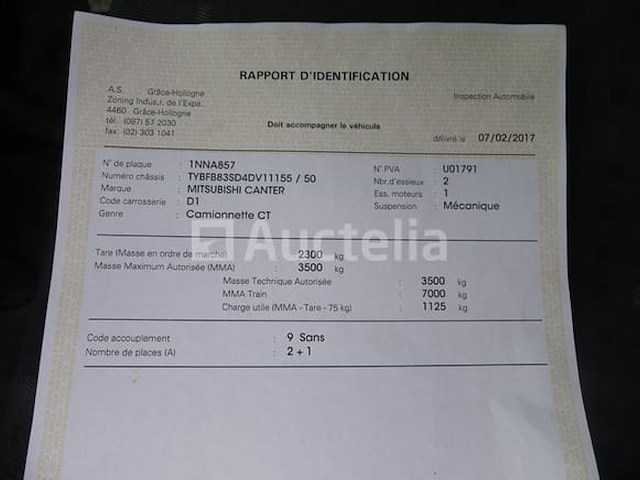 RAPPORT D'IDENTIFICATION
A.S. Grâce-Hollogne
Zoning Indus.r. de l'Expa..
4460 Grâce-Hollogne
tél. (087) 57 2030
fax: (02) 303 1041
Inspection Automobile
Doit accompagner le véhicule
délivré le 07/02/2017
N° de plaque : 1NNA857
Numéro châssis : TYBFBB3SD4DV11155 / 50
Marque : MITSUBISHI CANTER
Code carrosserie : D1
Genre : Camionnette CT
N° PVA : U01791
Nbr.d'essieux : 2
Ess. moteurs : 1
Suspension : Mécanique
Auctelia
Tare (Masse en ordre de marche) : 2300 kg
Masse Maximum Autorisée (MMA) : 3500 kg
Masse Technique Autorisée : 3500 kg
MMA Train : 7000 kg
Charge utile (MMA - Tare - 75 kg) : 1125 kg
Code accouplement : 9 Sans
Nombre de places (A) : 2 + 1